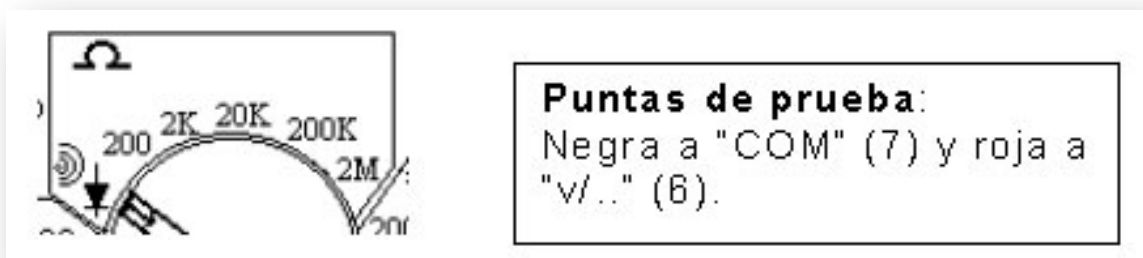 Ω
200
2K
20K
200K
2M
Puntas de prueba:
Negra a "COM" (7) y roja a
"v/.." (6).